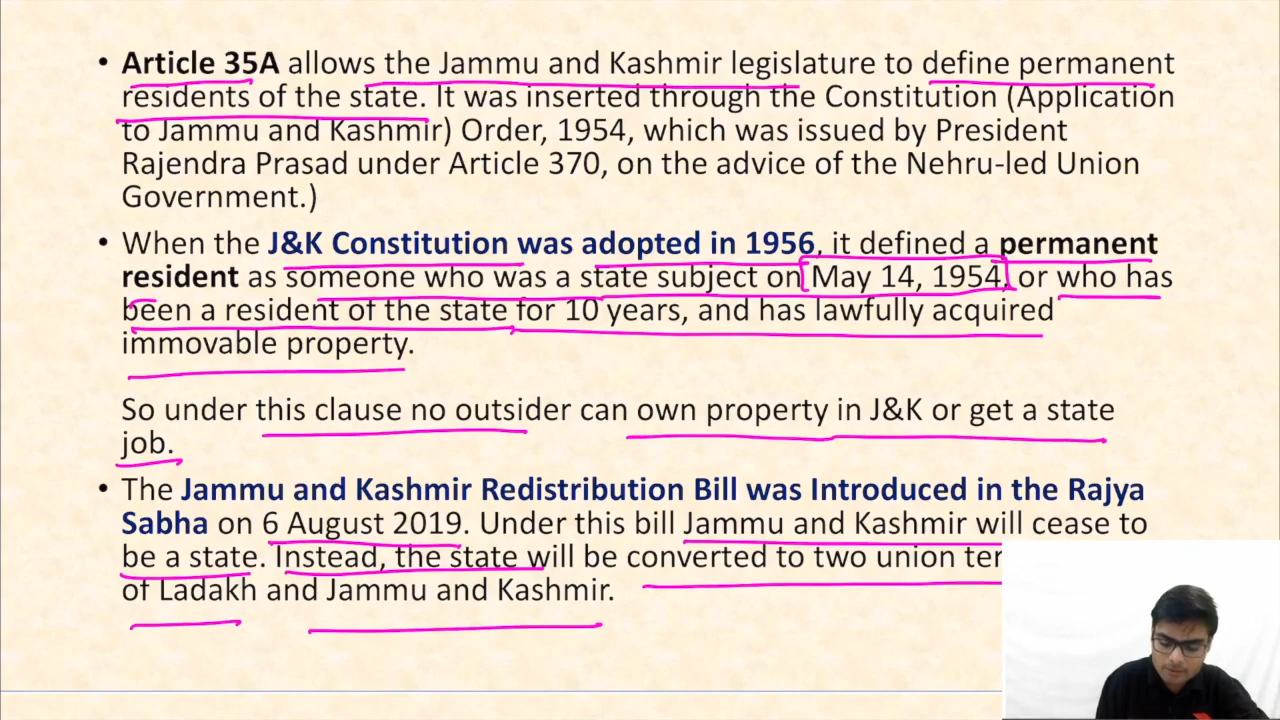 • Article 35A allows the Jammu and Kashmir legislature to define permanent
residents of the state. It was inserted through the Constitution (Application
to Jammu and Kashmir) Order, 1954, which was issued by President
Rajendra Prasad under Article 370, on the advice of the Nehru-led Union
Government.)
• When the J&K Constitution was adopted in 1956, it defined a permanent
resident as someone who was a state subject on May 14, 1954, or who has
been a resident of the state for 10 years, and has lawfully acquired
immovable property.
So under this clause no outsider can own property in J&K or get a state
job.
• The Jammu and Kashmir Redistribution Bill was Introduced in the Rajya
Sabha on 6 August 2019. Under this bill Jammu and Kashmir will cease to
be a state. Instead, the state will be converted to two union
of Ladakh and Jammu and Kashmir.